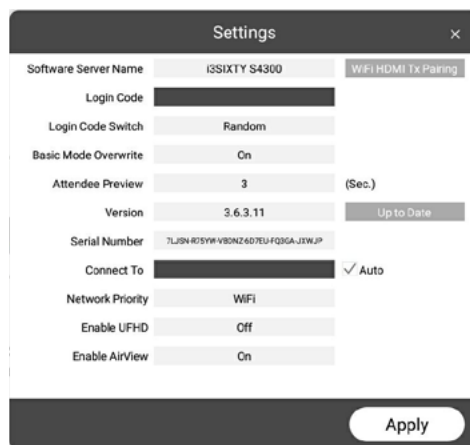 Settings ×
Software Server Name i3SIXTY S4300 WiFi HDMI Tx Pairing
Login Code
Login Code Switch Random
Basic Mode Overwrite On
Attendee Preview 3 (Sec.)
Version 3.6.3.11 Up to Date
Serial Number
Connect To Auto
Network Priority WiFi
Enable UFHD Off
Enable AirView On
Apply